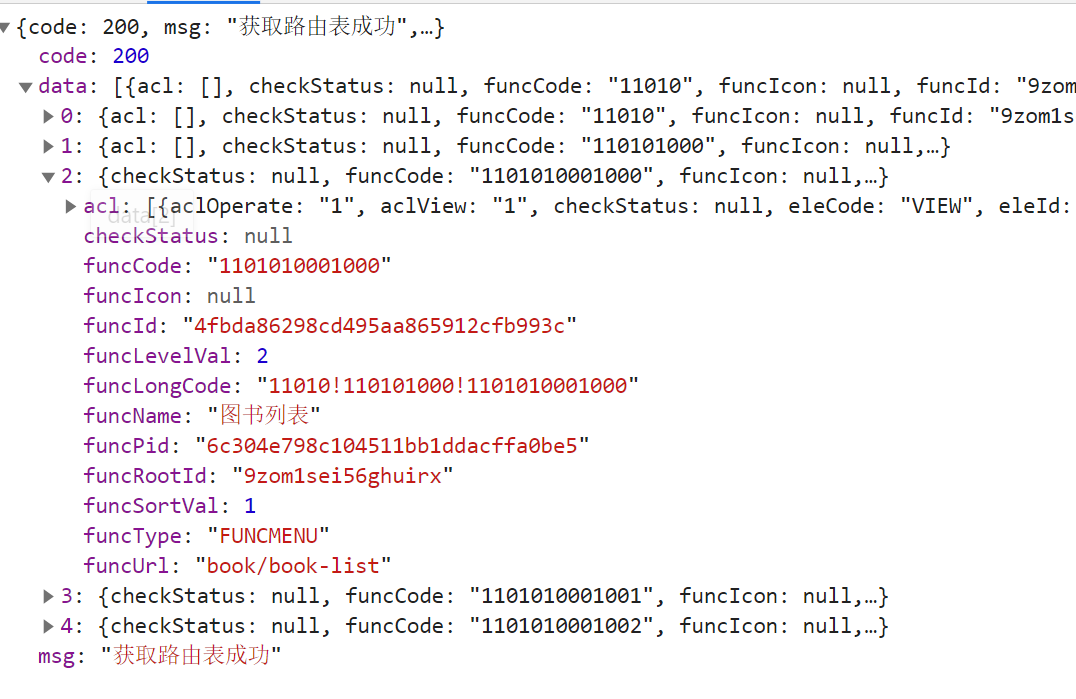 {code: 200, msg: "获取路由表成功",…}
code: 200
data: [{acl: [], checkStatus: null, funcCode: "11010", funcIcon: null, funcId: "9zom
0: {acl: [], checkStatus: null, funcCode: "11010", funcIcon: null, funcId: "9zom1s
1: {acl: [], checkStatus: null, funcCode: "110101000", funcIcon: null,…}
2: {checkStatus: null, funcCode: "1101010001000", funcIcon: null,…}
acl: [{aclOperate: "1", aclView: "1", checkStatus: null, eleCode: "VIEW", eleId:
data[2]
checkStatus: null
funcCode: "1101010001000"
funcIcon: null
funcId: "4fbda86298cd495aa865912cfb993c"
funcLevelVal: 2
funcLongCode: "11010!110101000!1101010001000"
funcName: "图书列表"
funcPid: "6c304e798c104511bb1ddacffa0be5"
funcRootId: "9zom1sei56ghuirx"
funcSortVal: 1
funcType: "FUNCMENU"
funcUrl: "book/book-list"
3: {checkStatus: null, funcCode: "1101010001001", funcIcon: null,…}
4: {checkStatus: null, funcCode: "1101010001002", funcIcon: null,…}
msg: "获取路由表成功"